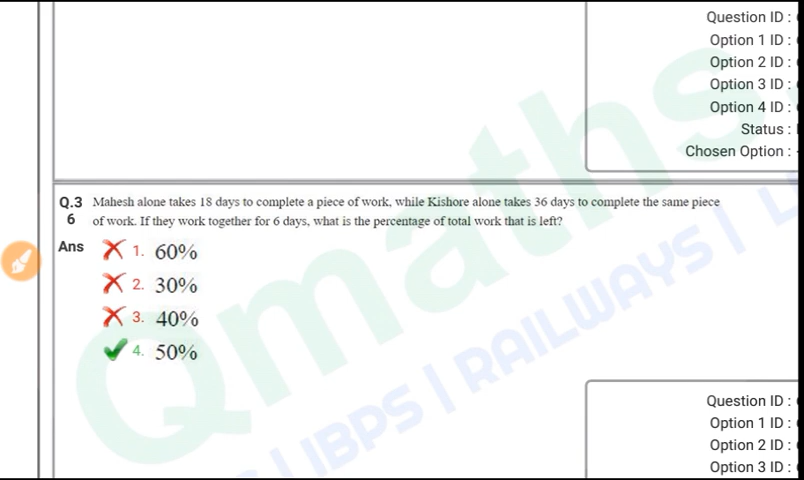 Question ID :
Option 1 ID :
Option 2 ID :
Option 3 ID :
Option 4 ID :
Status :
Chosen Option :
Q.3 Mahesh alone takes 18 days to complete a piece of work, while Kishore alone takes 36 days to complete the same piece
6 of work. If they work together for 6 days, what is the percentage of total work that is left?
Ans 1. 60%
2. 30%
3. 40%
4. 50%
Qmaths
IBPS | RAILWAYS |
Question ID :
Option 1 ID :
Option 2 ID :
Option 3 ID :